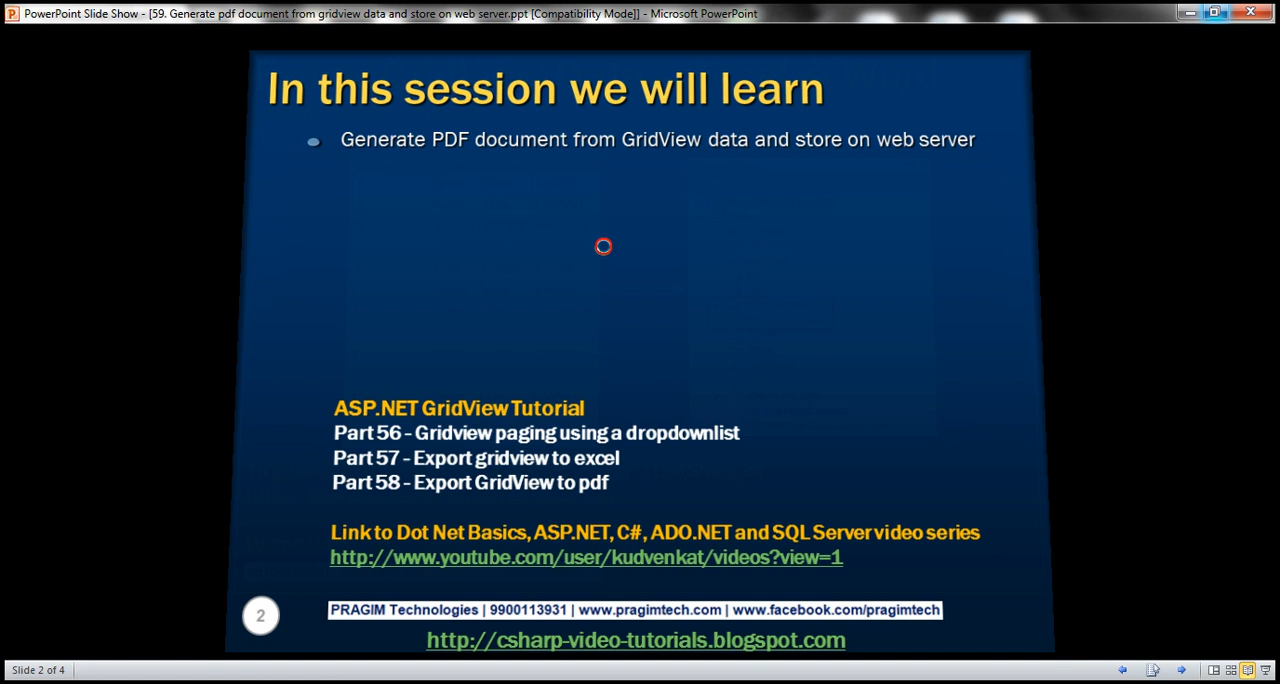 PowerPoint Slide Show - [59. Generate pdf document from gridview data and store on web server.ppt [Compatibility Mode]] - Microsoft PowerPoint
In this session we will learn
Generate PDF document from GridView data and store on web server
ASP.NET GridView Tutorial
Part 56 - Gridview paging using a dropdownlist
Part 57 - Export gridview to excel
Part 58 - Export GridView to pdf
Link to Dot Net Basics, ASP.NET, C#, ADO.NET and SQL Server video series
http://www.youtube.com/user/kudvenkat/videos?view=1
2
PRAGIM Technologies | 9900113931 | www.pragimtech.com | www.facebook.com/pragimtech
http://csharp-video-tutorials.blogspot.com
Slide 2 of 4